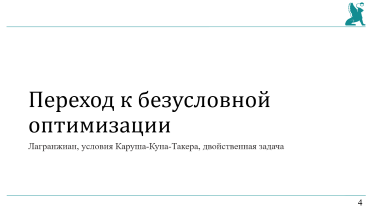 Переход к безусловной
оптимизации
Лагранжиан, условия Каруша-Куна-Такера, двойственная задача
4